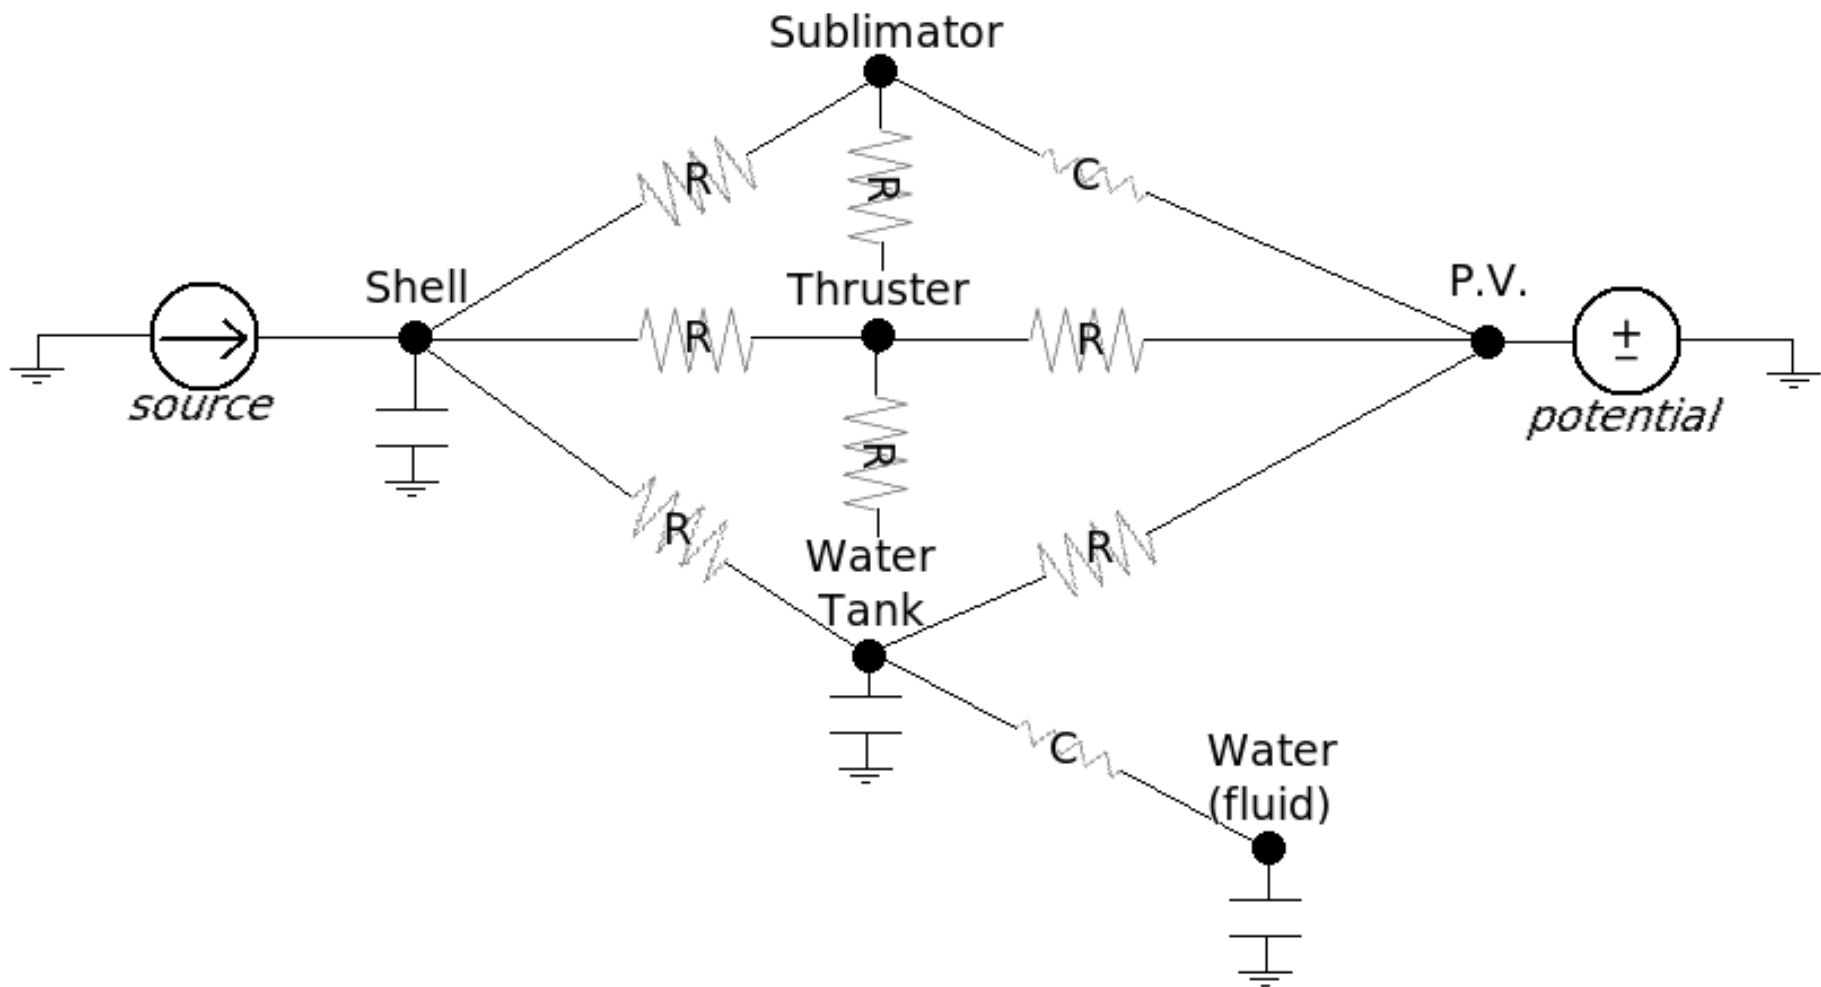 Sublimator
R
R
C
Shell
Thruster
P.V.
R
R
±
source
potential
R
R
R
Water
Tank
C
Water
(fluid)